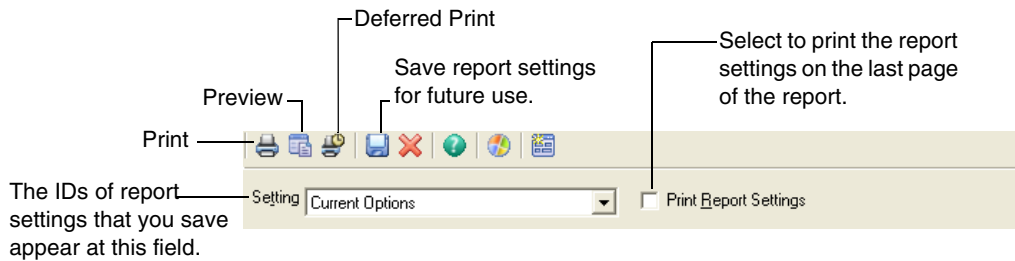 Deferred Print
Select to print the report
settings on the last page
of the report.
Save report settings
for future use.
Preview
Print
The IDs of report
settings that you save
appear at this field.
Setting Current Options
Print Report Settings